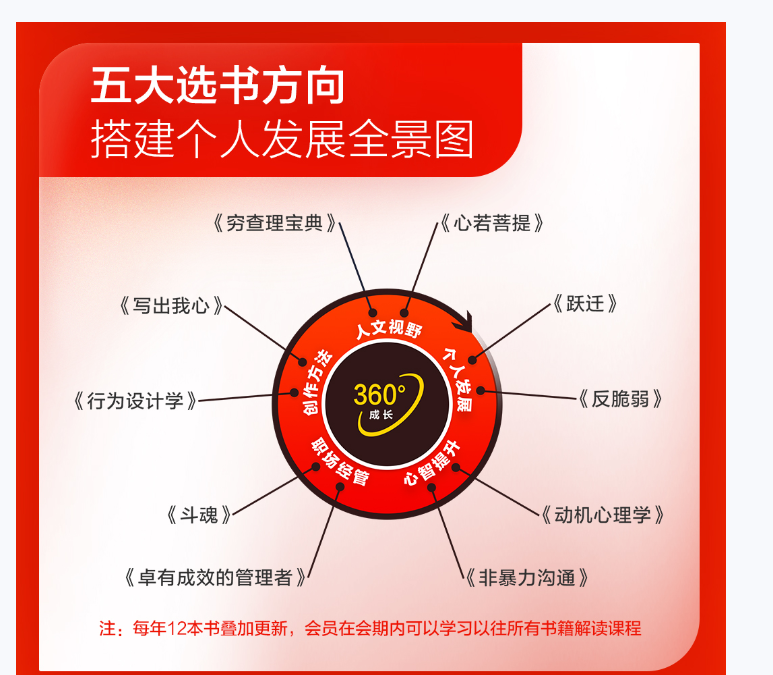 五大选书方向
搭建个人发展全景图
《穷查理宝典》
《心若菩提》
《写出我心》
《跃迁》
人文视野
创作方法
个人发展
360°
成长
《行为设计学》
《反脆弱》
职场经管
心智提升
《斗魂》
《动机心理学》
《卓有成效的管理者》
《非暴力沟通》
注：每年12本书叠加更新，会员在会期内可以学习以往所有书籍解读课程